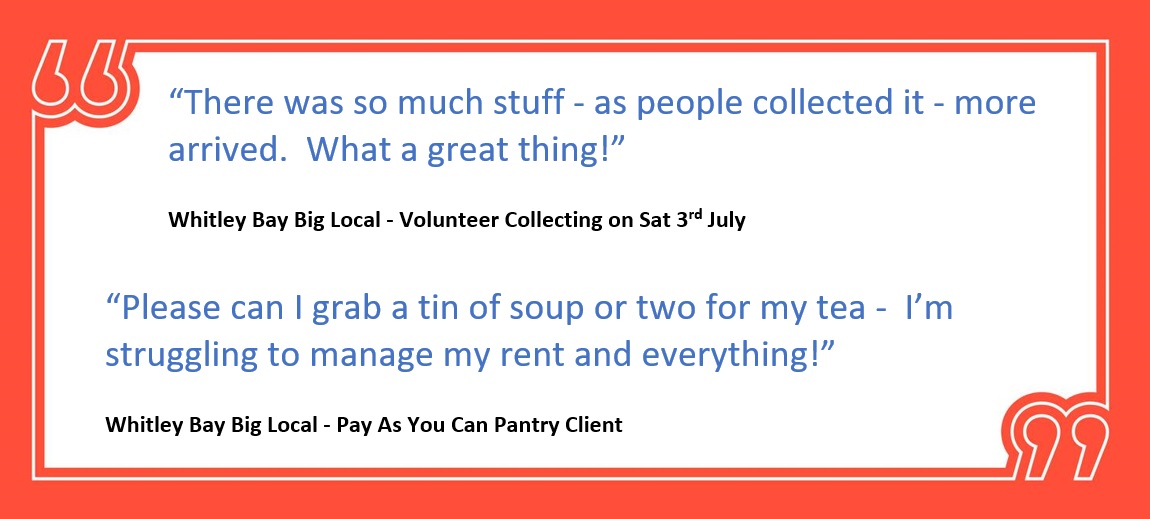 “There was so much stuff - as people collected it - more
arrived.  What a great thing!”
Whitley Bay Big Local - Volunteer Collecting on Sat 3rd July
“Please can I grab a tin of soup or two for my tea -  I’m
struggling to manage my rent and everything!”
Whitley Bay Big Local - Pay As You Can Pantry Client